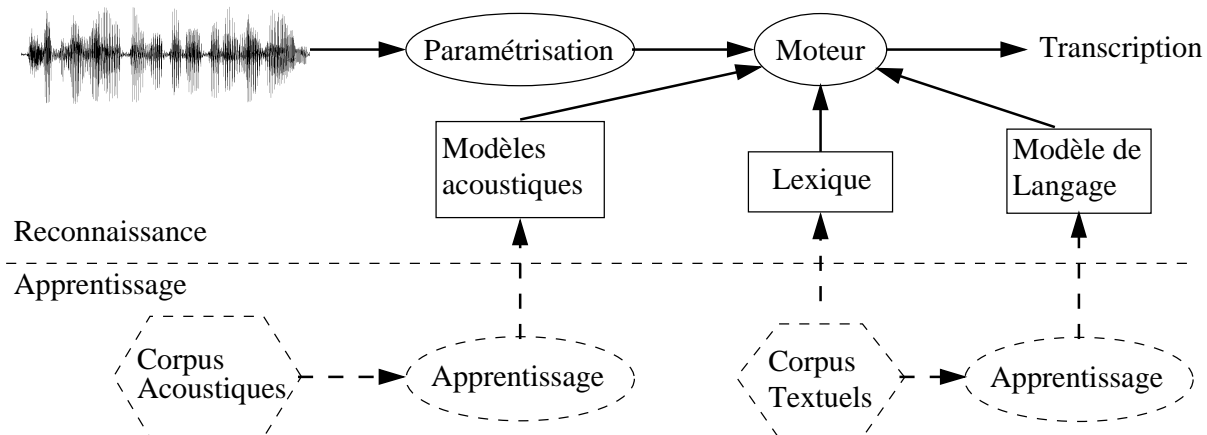 Paramétrisation
Moteur
Transcription
Modèles
acoustiques
Lexique
Modèle de
Langage
Reconnaissance
Apprentissage
Corpus
Acoustiques
Apprentissage
Corpus
Textuels
Apprentissage